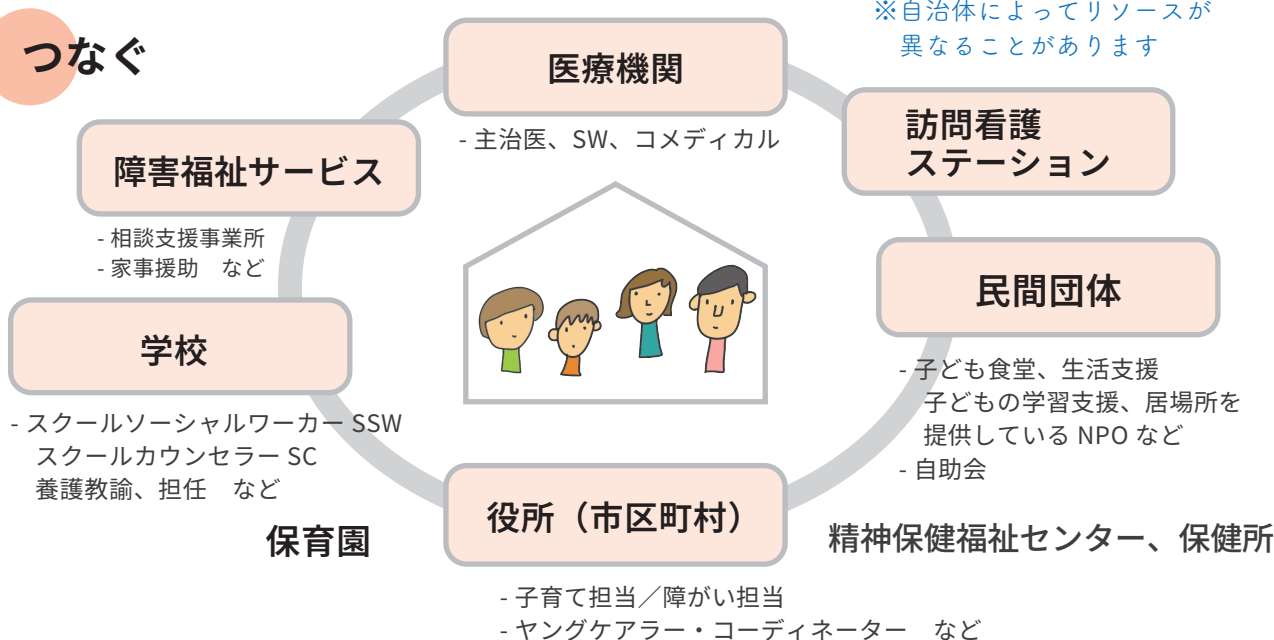 つなぐ
※自治体によってリソースが
異なることがあります
医療機関
- 主治医、SW、コメディカル
訪問看護
ステーション
障害福祉サービス
- 相談支援事業所
- 家事援助　など
民間団体
- 子ども食堂、生活支援
子どもの学習支援、居場所を
提供している NPO など
- 自助会
学校
- スクールソーシャルワーカー SSW
スクールカウンセラー SC
養護教諭、担任　など
保育園
役所（市区町村）
- 子育て担当／障がい担当
- ヤングケアラー・コーディネーター　など
精神保健福祉センター、保健所